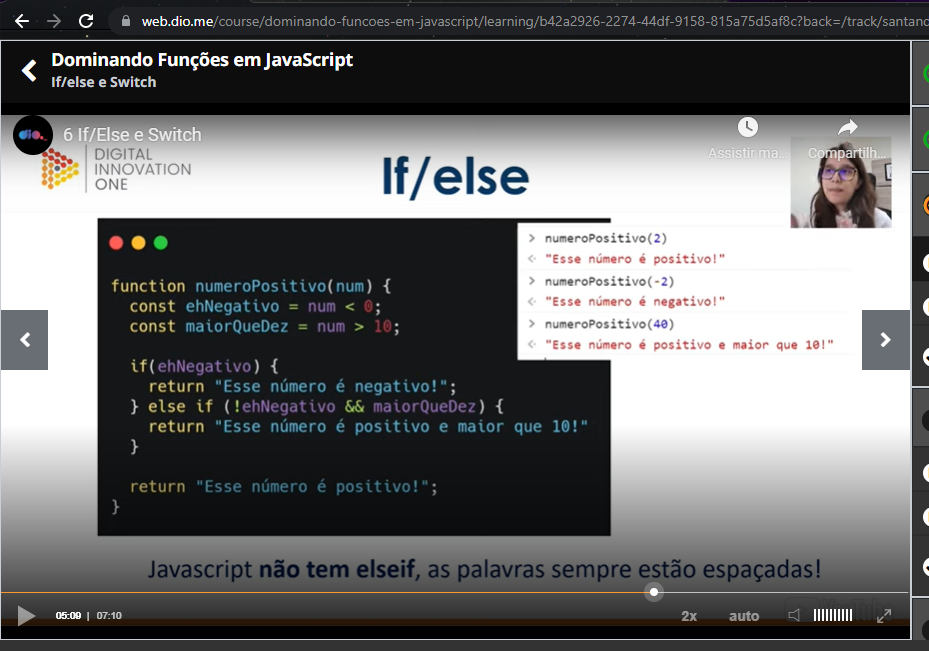 web.dio.me/course/dominando-funcoes-em-javascript/learning/b42a2926-2274-44df-9158-815a75d5af8c?back=/track/santand
Dominando Funções em JavaScript
If/else e Switch
dio.
6 If/Else e Switch
Assistir ma...
Compartilh...
DIGITAL
INNOVATION
ONE
If/else
function numeroPositivo(num) {
const ehNegativo = num < 0;
const maiorQueDez = num > 10;
if(ehNegativo) {
return "Esse número é negativo!";
} else if (!ehNegativo && maiorQueDez) {
return "Esse número é positivo e maior que 10!"
}
return "Esse número é positivo!";
}
> numeroPositivo(2)
< "Esse número é positivo!"
> numeroPositivo(-2)
< "Esse número é negativo!"
> numeroPositivo(40)
< "Esse número é positivo e maior que 10!"
Javascript não tem elseif, as palavras sempre estão espaçadas!
05:09 | 07:10
2x
auto